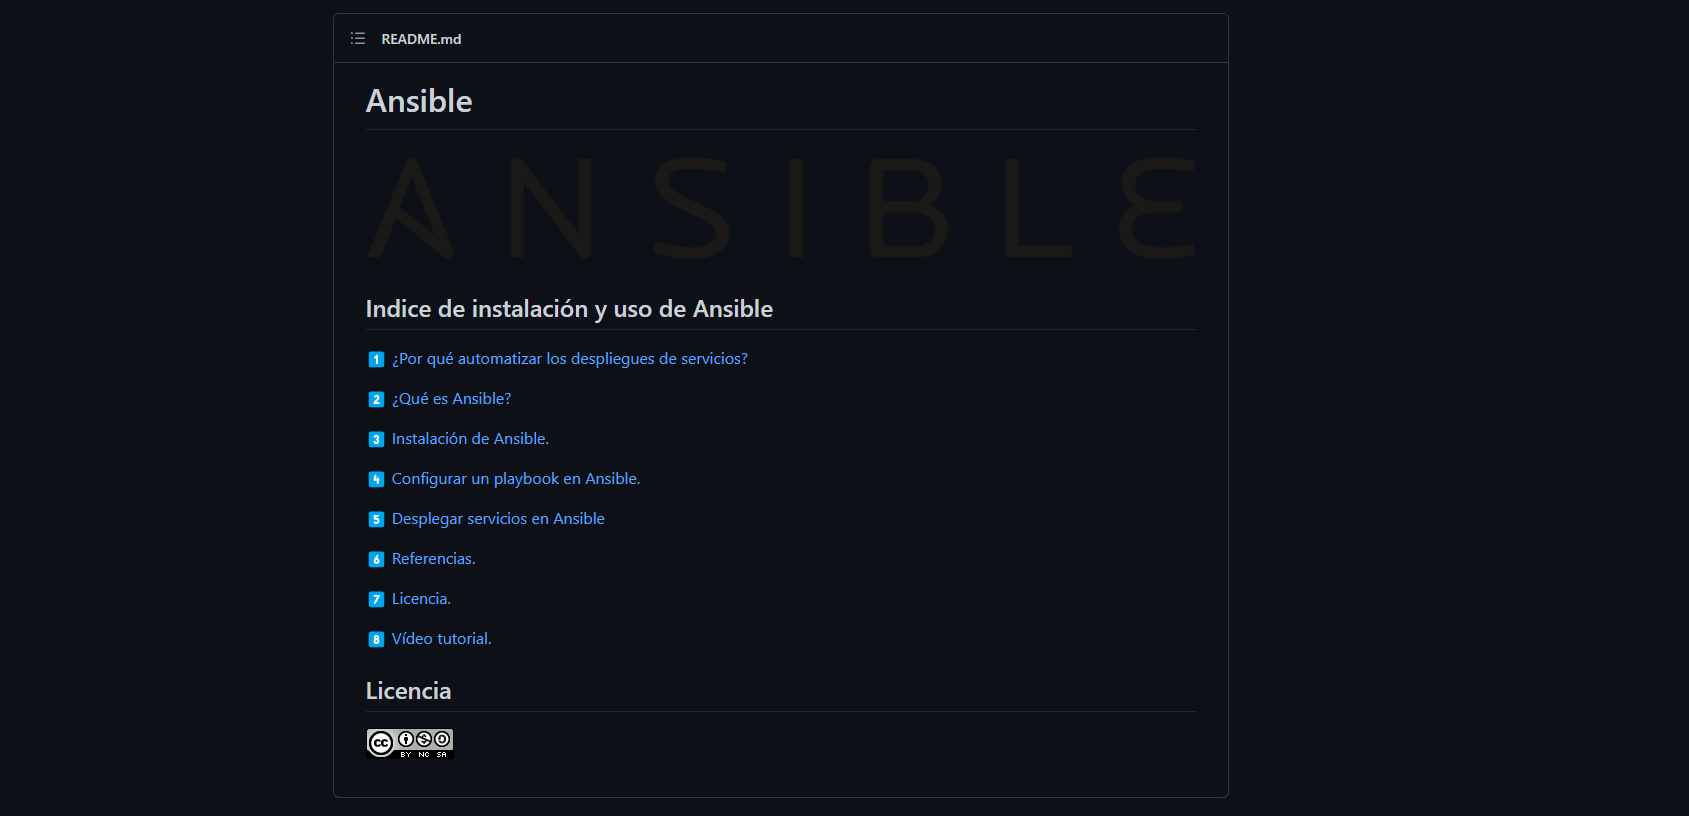 README.md
Ansible
ANSIBLE
Indice de instalación y uso de Ansible
1 ¿Por qué automatizar los despliegues de servicios?
2 ¿Qué es Ansible?
3 Instalación de Ansible.
4 Configurar un playbook en Ansible.
5 Desplegar servicios en Ansible
6 Referencias.
7 Licencia.
8 Vídeo tutorial.
Licencia
cc BY NC SA